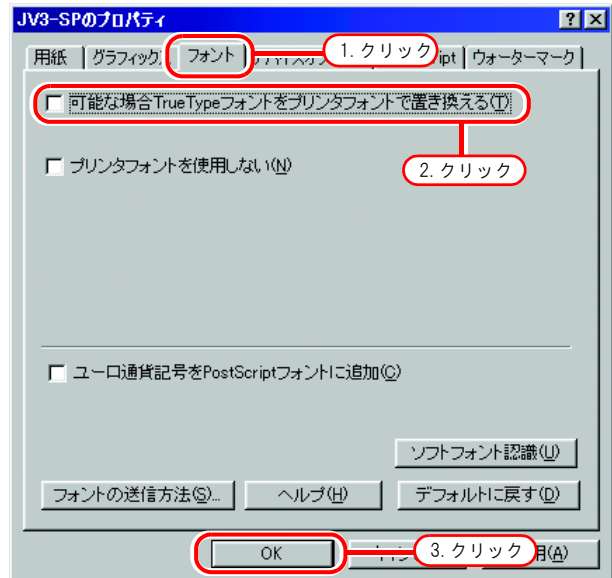 JV3-SPのプロパティ
用紙 グラフィック フォント 1. クリック ipt ウォーターマーク
可能な場合TrueTypeフォントをプリンタフォントで置き換える(T)
プリンタフォントを使用しない(N) 2. クリック
ユーロ通貨記号をPostScriptフォントに追加(C)
ソフトフォント認識(U)
フォントの送信方法(S)... ヘルプ(H) デフォルトに戻す(D)
OK 3. クリック 用(A)